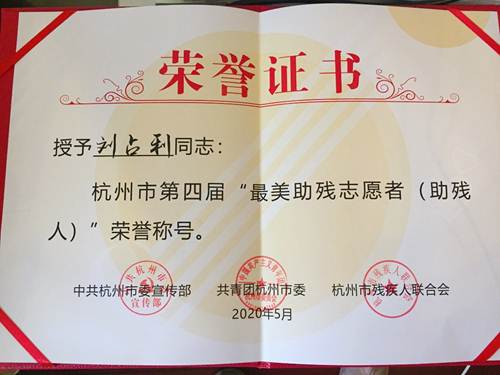 荣誉证书
授予刘占利同志：
杭州市第四届“最美助残志愿者（助残
人）”荣誉称号。
中共杭州市委宣传部 共青团杭州市委 杭州市残疾人联合会
2020年5月